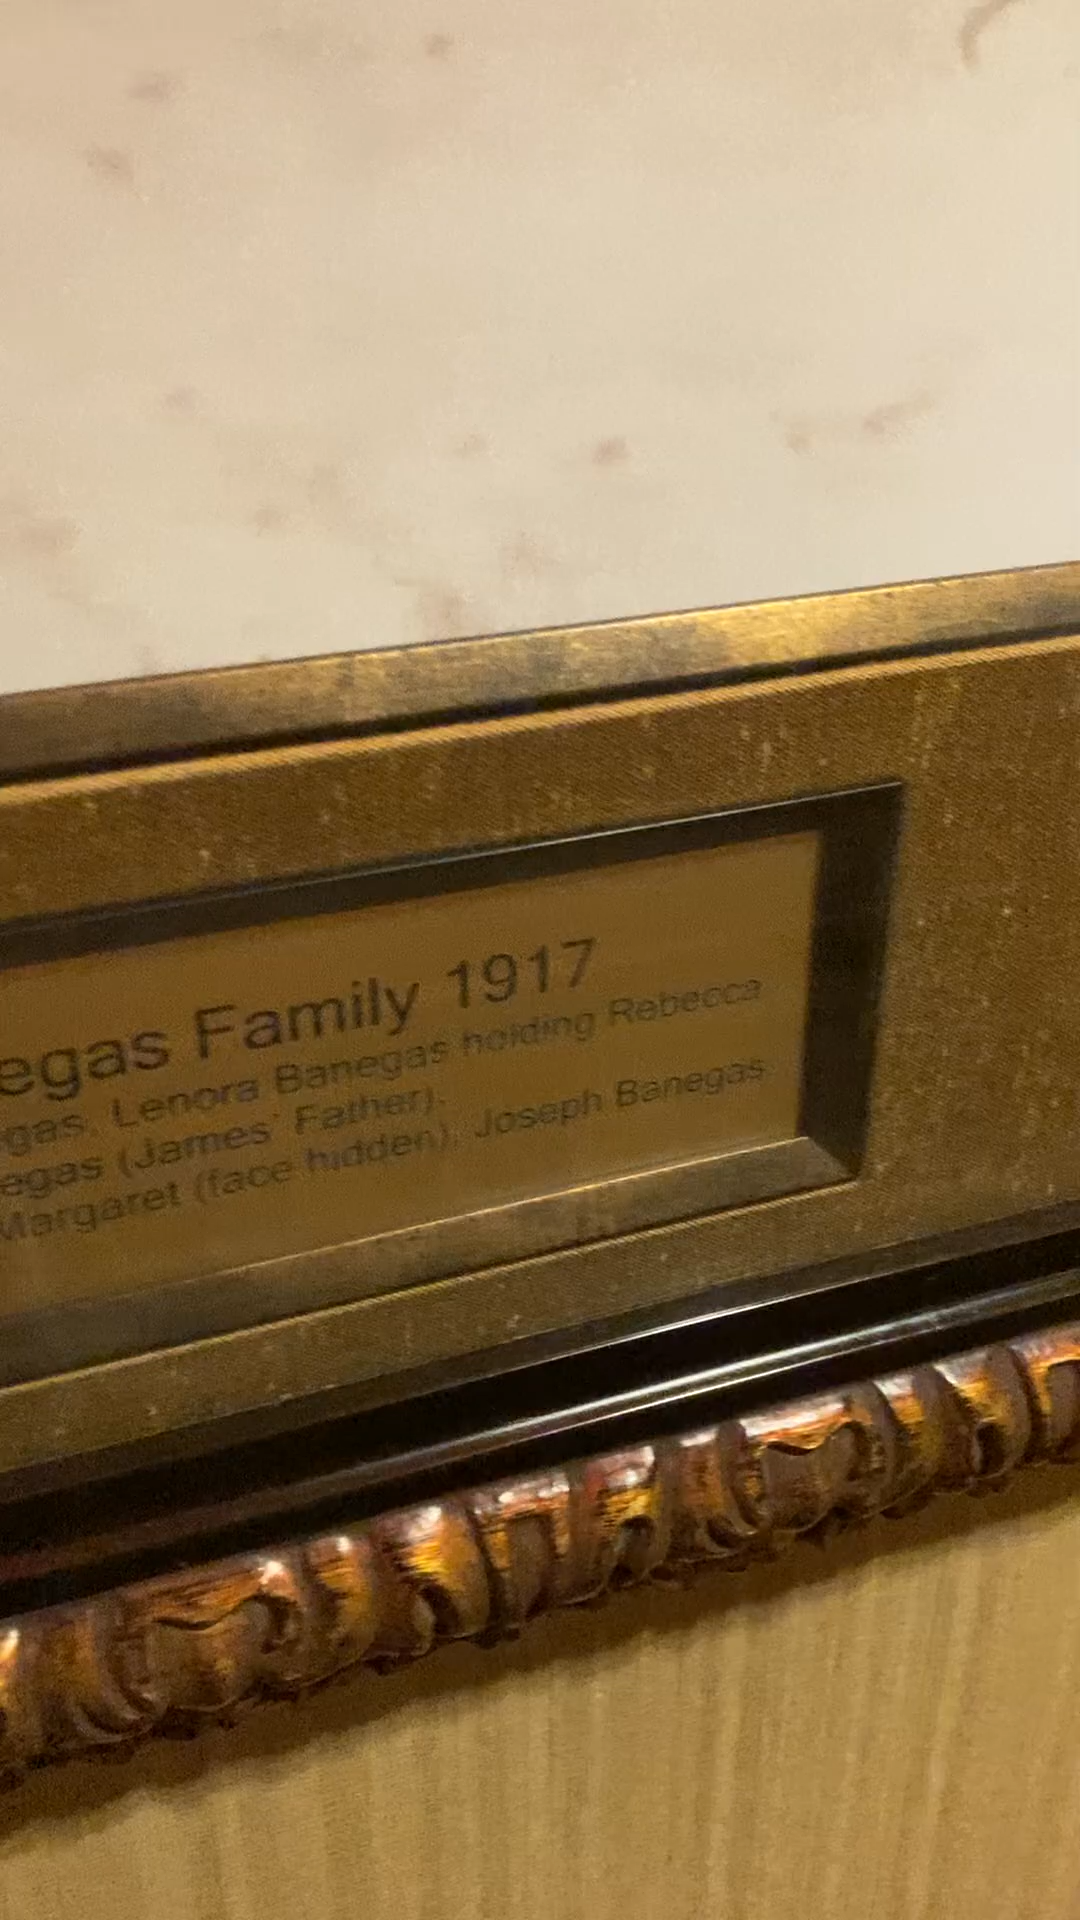 egas Family 1917
gas, Lenora Banegas holding Rebecca
egas (James' Father).
Margaret (face hidden), Joseph Banegas